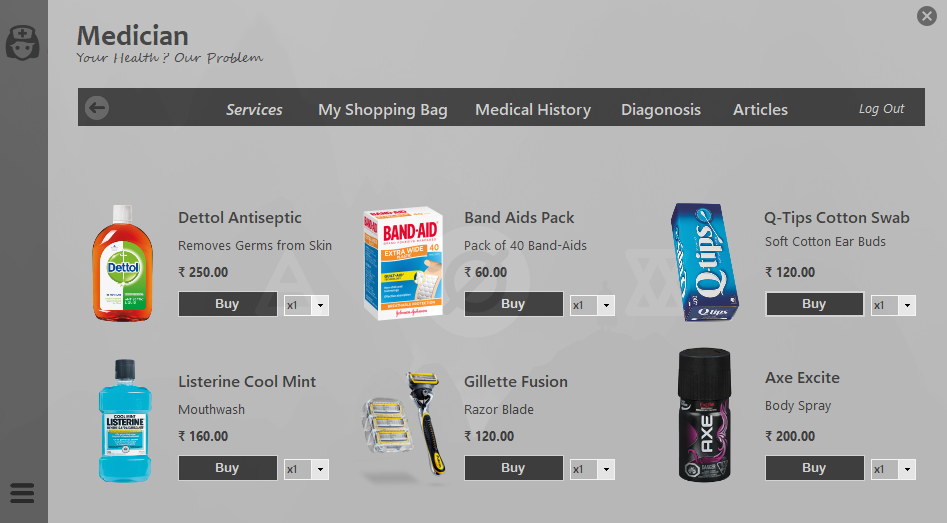 Medician
Your Health? Our Problem
Services My Shopping Bag Medical History Diagonosis Articles Log Out
Dettol Antiseptic
Removes Germs from Skin
₹ 250.00
Buy x1
Dettol
Band Aids Pack
Pack of 40 Band-Aids
₹ 60.00
Buy x1
BAND-AID
EXTRA WIDE
40
Johnson & Johnson
Q-Tips Cotton Swab
Soft Cotton Ear Buds
₹ 120.00
Buy x1
Q-tips
Q-tips
Listerine Cool Mint
Mouthwash
₹ 160.00
Buy x1
COOL MINT
LISTERINE
Gillette Fusion
Razor Blade
₹ 120.00
Buy x1
Axe Excite
Body Spray
₹ 200.00
Buy x1
AXE